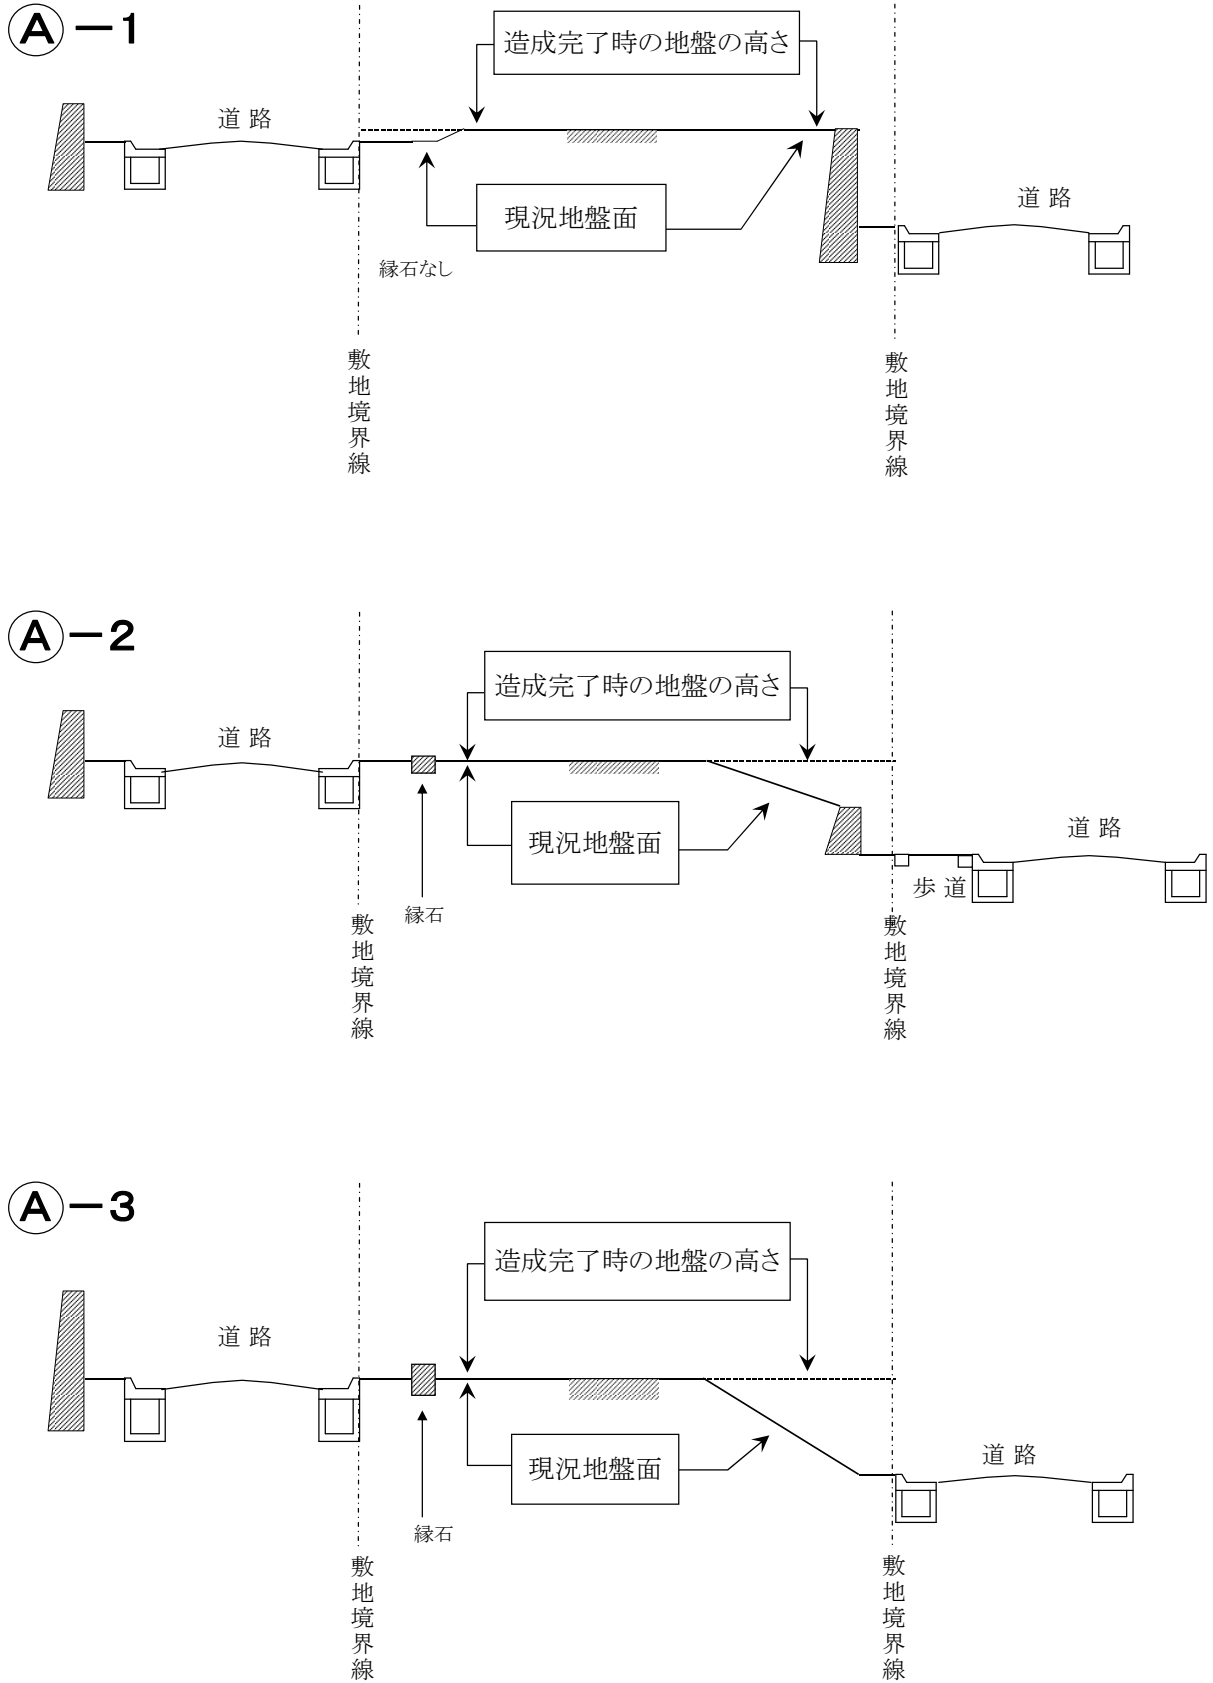 Ⓐ－1
造成完了時の地盤の高さ
道 路
現況地盤面
道 路
縁石なし
敷地境界線
敷地境界線
Ⓐ－2
造成完了時の地盤の高さ
道 路
現況地盤面
道 路
歩 道
縁石
敷地境界線
敷地境界線
Ⓐ－3
造成完了時の地盤の高さ
道 路
現況地盤面
道 路
縁石
敷地境界線
敷地境界線